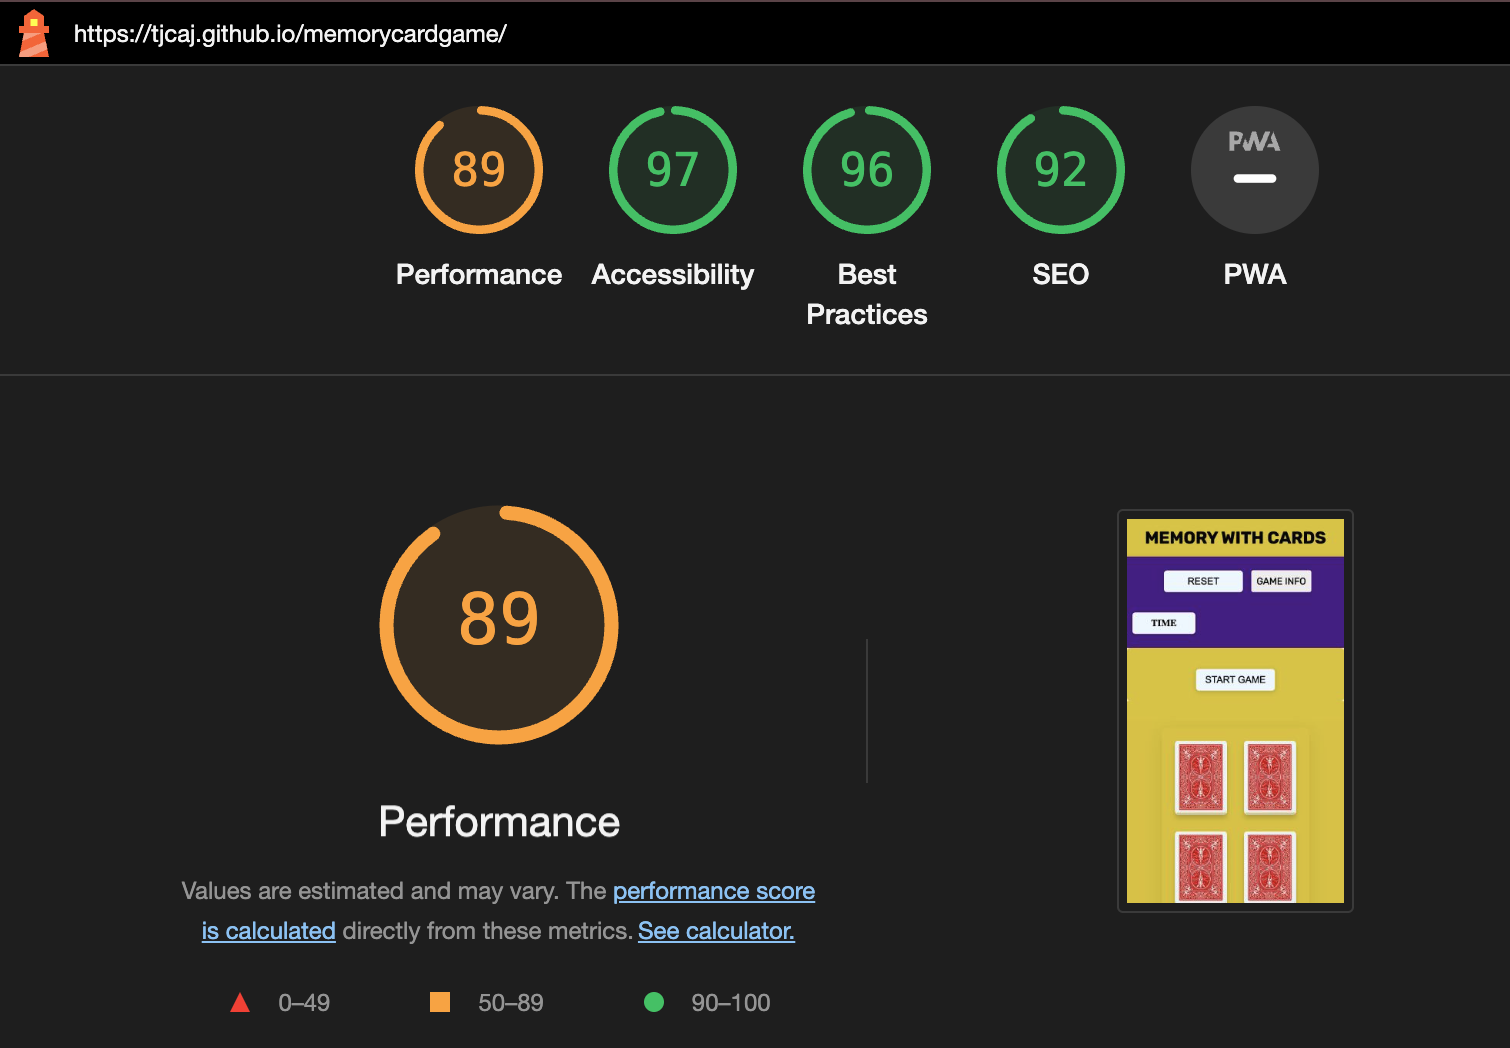 https://tjcaj.github.io/memorycardgame/
89
97
96
92
PWA
Performance
Accessibility
Best
Practices
SEO
PWA
89
Performance
Values are estimated and may vary. The performance score
is calculated directly from these metrics. See calculator.
0–49
50–89
90–100
MEMORY WITH CARDS
RESET
GAME INFO
TIME
START GAME